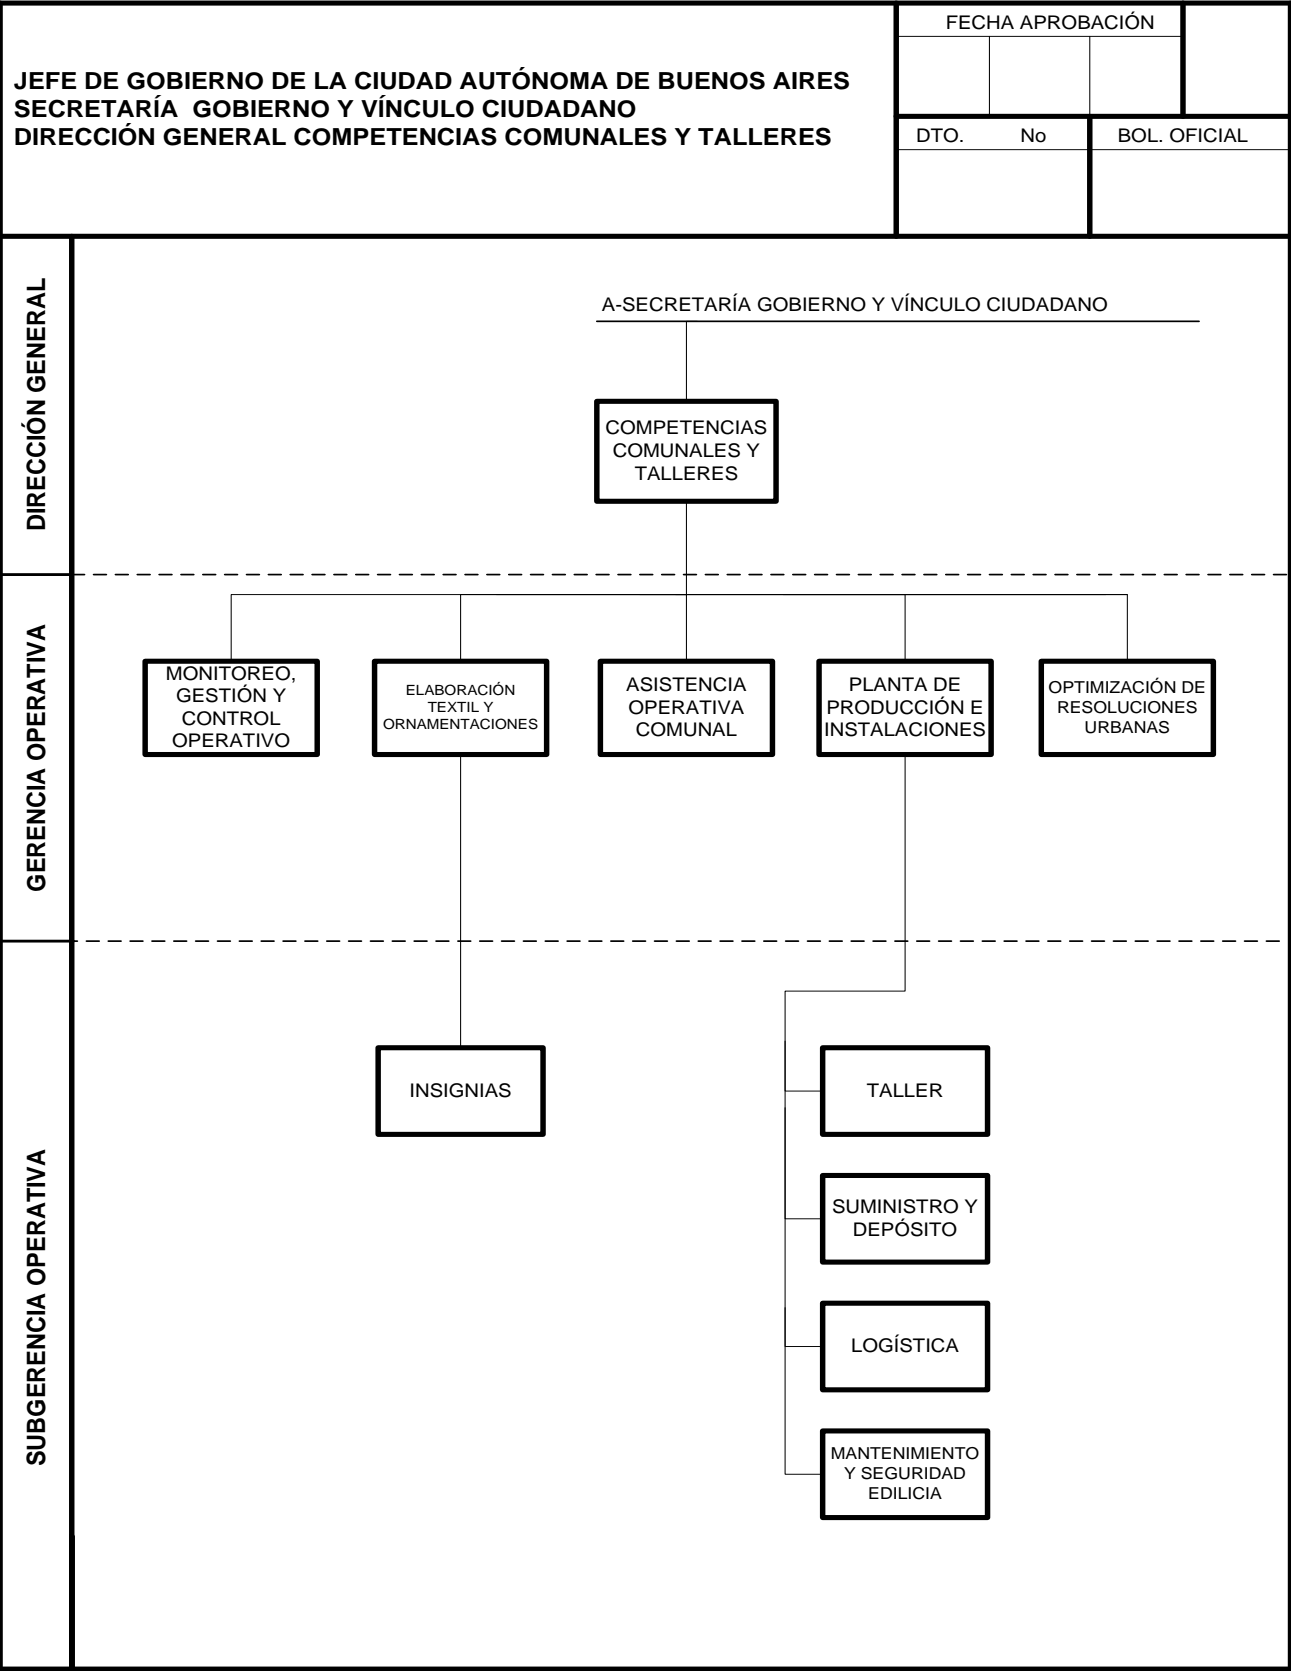 JEFE DE GOBIERNO DE LA CIUDAD AUTÓNOMA DE BUENOS AIRES
SECRETARÍA  GOBIERNO Y VÍNCULO CIUDADANO
DIRECCIÓN GENERAL COMPETENCIAS COMUNALES Y TALLERES
FECHA APROBACIÓN
DTO. No
BOL. OFICIAL
DIRECCIÓN GENERAL
A-SECRETARÍA GOBIERNO Y VÍNCULO CIUDADANO
COMPETENCIAS
COMUNALES Y
TALLERES
GERENCIA OPERATIVA
MONITOREO,
GESTIÓN Y
CONTROL
OPERATIVO
ELABORACIÓN
TEXTIL Y
ORNAMENTACIONES
ASISTENCIA
OPERATIVA
COMUNAL
PLANTA DE
PRODUCCIÓN E
INSTALACIONES
OPTIMIZACIÓN DE
RESOLUCIONES
URBANAS
SUBGERENCIA OPERATIVA
INSIGNIAS
TALLER
SUMINISTRO Y
DEPÓSITO
LOGÍSTICA
MANTENIMIENTO
Y SEGURIDAD
EDILICIA